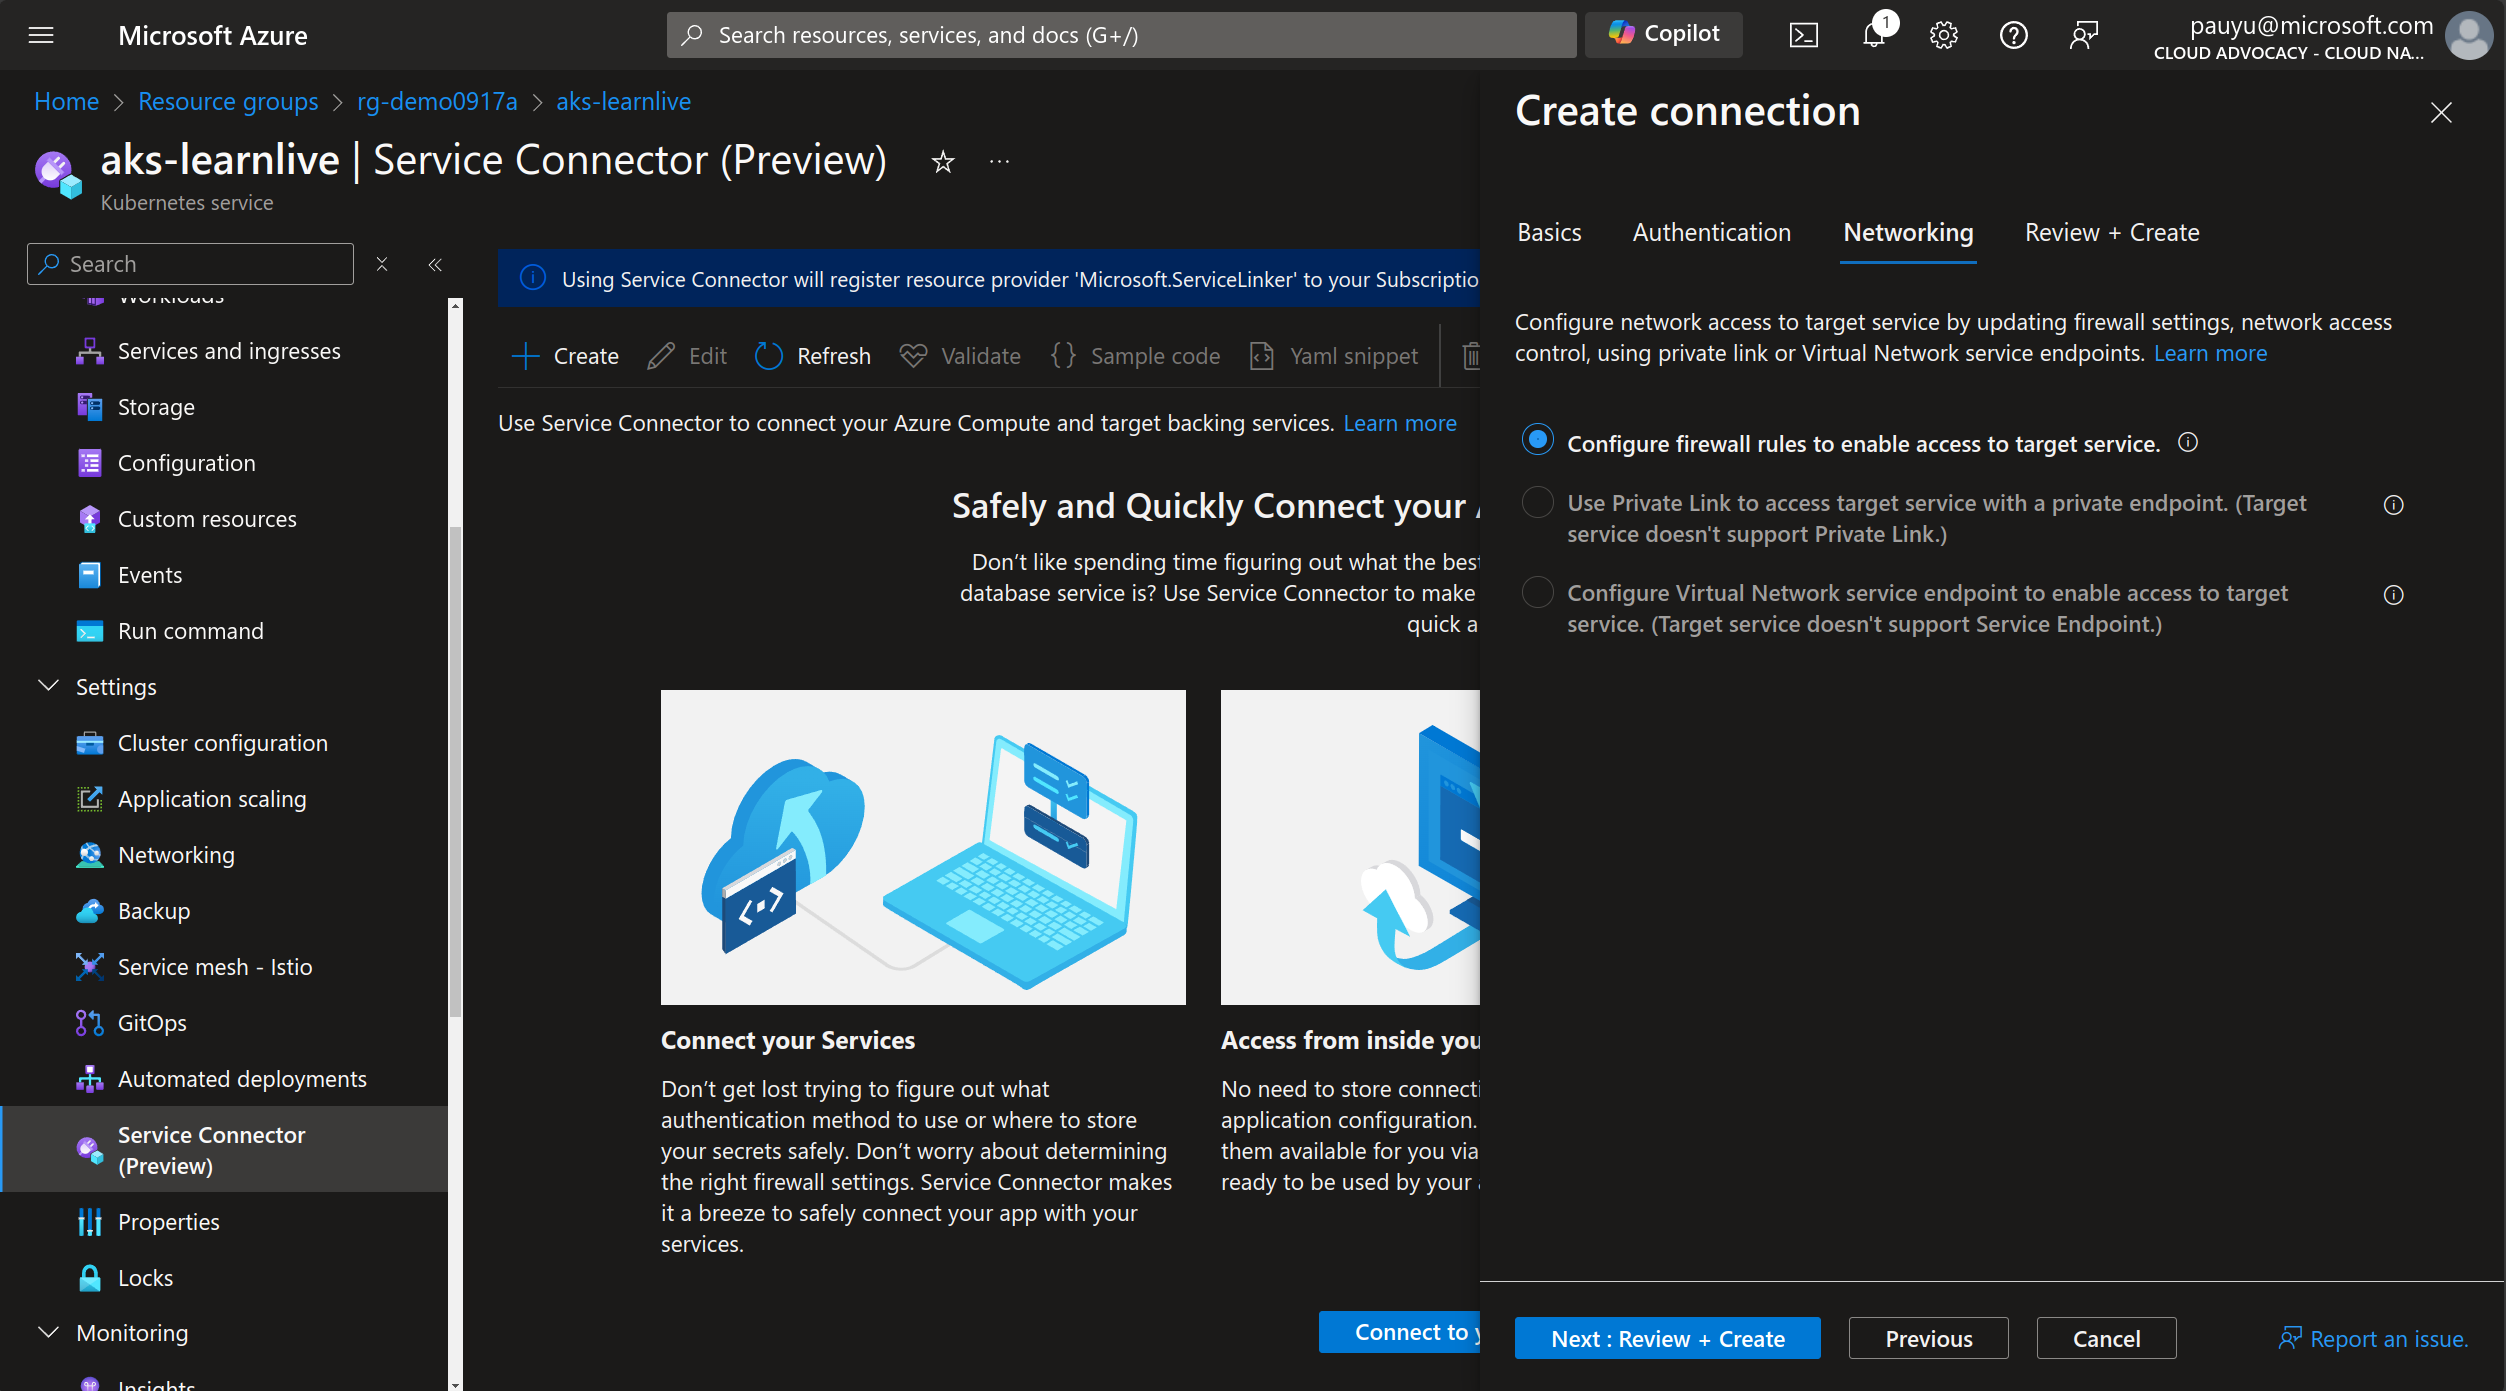 Microsoft Azure
Search resources, services, and docs (G+/)
Copilot
1
pauyu@microsoft.com
CLOUD ADVOCACY - CLOUD NA...
Home > Resource groups > rg-demo0917a > aks-learnlive
aks-learnlive | Service Connector (Preview)
Kubernetes service
Search
Workloads
Services and ingresses
Storage
Configuration
Custom resources
Events
Run command
Settings
Cluster configuration
Application scaling
Networking
Backup
Service mesh - Istio
GitOps
Automated deployments
Service Connector
(Preview)
Properties
Locks
Monitoring
Insights
Using Service Connector will register resource provider 'Microsoft.ServiceLinker' to your Subscriptio
Create
Edit
Refresh
Validate
Sample code
Yaml snippet
Use Service Connector to connect your Azure Compute and target backing services. Learn more
Safely and Quickly Connect your
Don't like spending time figuring out what the best
database service is? Use Service Connector to make
quick a
Connect your Services
Don't get lost trying to figure out what
authentication method to use or where to store
your secrets safely. Don't worry about determining
the right firewall settings. Service Connector makes
it a breeze to safely connect your app with your
services.
Access from inside you
No need to store connecti
application configuration.
them available for you via
ready to be used by your
Connect to y
Create connection
Basics
Authentication
Networking
Review + Create
Configure network access to target service by updating firewall settings, network access
control, using private link or Virtual Network service endpoints. Learn more
Configure firewall rules to enable access to target service.
Use Private Link to access target service with a private endpoint. (Target
service doesn't support Private Link.)
Configure Virtual Network service endpoint to enable access to target
service. (Target service doesn't support Service Endpoint.)
Next : Review + Create
Previous
Cancel
Report an issue.